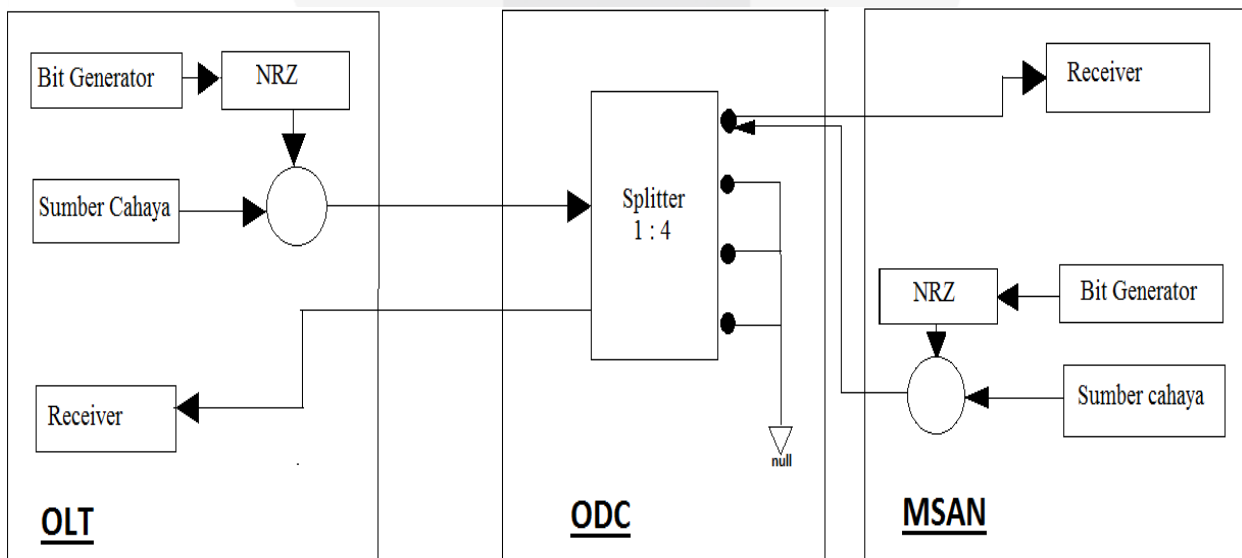 Bit Generator
NRZ
Sumber Cahaya
Receiver
OLT
Splitter
1 : 4
null
ODC
Receiver
NRZ
Bit Generator
Sumber cahaya
MSAN